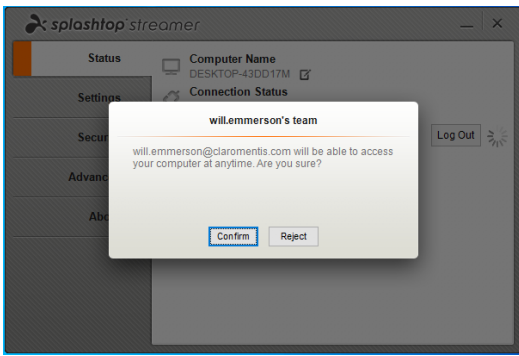 splashtop streamer
Status
Computer Name
DESKTOP-43DD17M
Settings
Connection Status
will.emmerson's team
Secur
Log Out
will.emmerson@claromentis.com will be able to access
your computer at anytime. Are you sure?
Advanc
Abo
Confirm
Reject